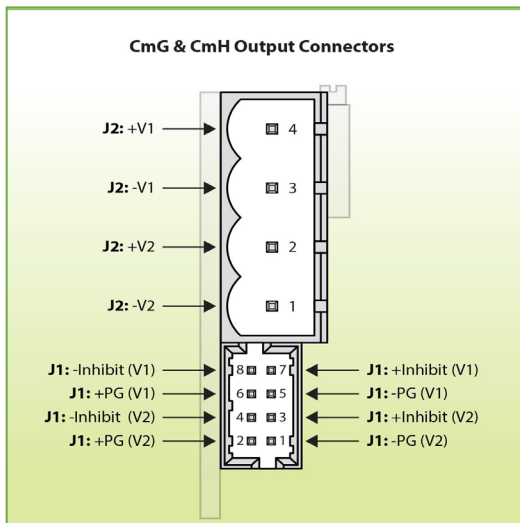 CmG & CmH Output Connectors
J2: +V1
4
J2: -V1
3
J2: +V2
2
J2: -V2
1
J1: -Inhibit (V1) 8 7 J1: +Inhibit (V1)
J1: +PG (V1) 6 5 J1: -PG (V1)
J1: -Inhibit (V2) 4 3 J1: +Inhibit (V2)
J1: +PG (V2) 2 1 J1: -PG (V2)